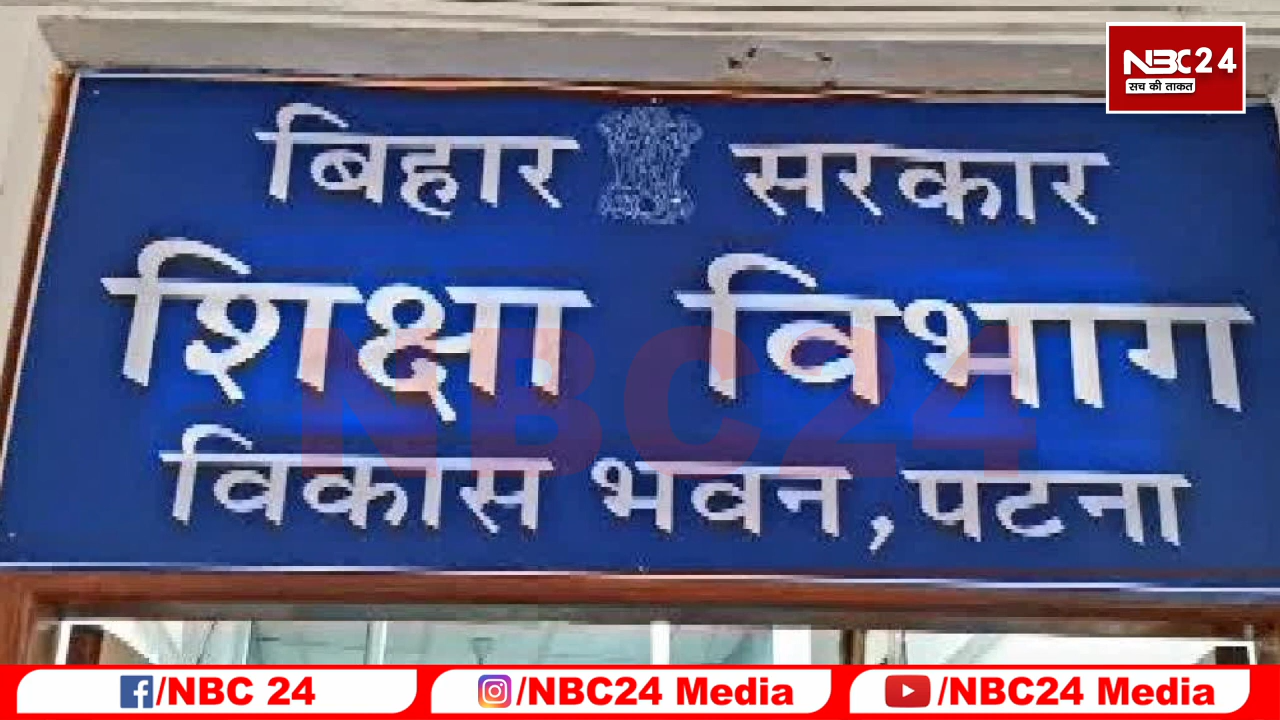 NBC24
सच की ताकत
बिहार सरकार
शिक्षा विभाग
NBC24
विकास भवन, पटना
/NBC 24
/NBC24 Media
/NBC24 Media